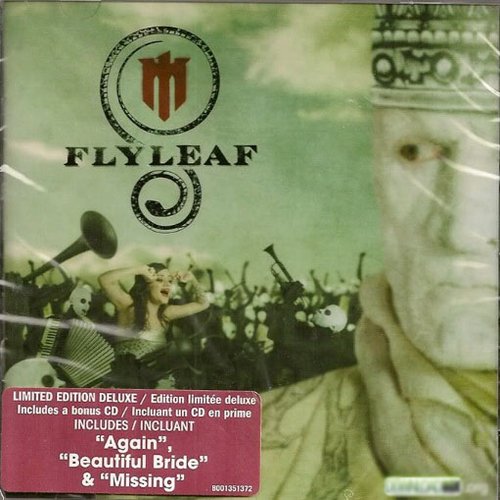 FLYLEAF
LIMITED EDITION DELUXE / Edition limitée deluxe
Includes a bonus CD / Incluant un CD en prime
INCLUDES / INCLUANT
"Again",
"Beautiful Bride"
& "Missing"
B001351372